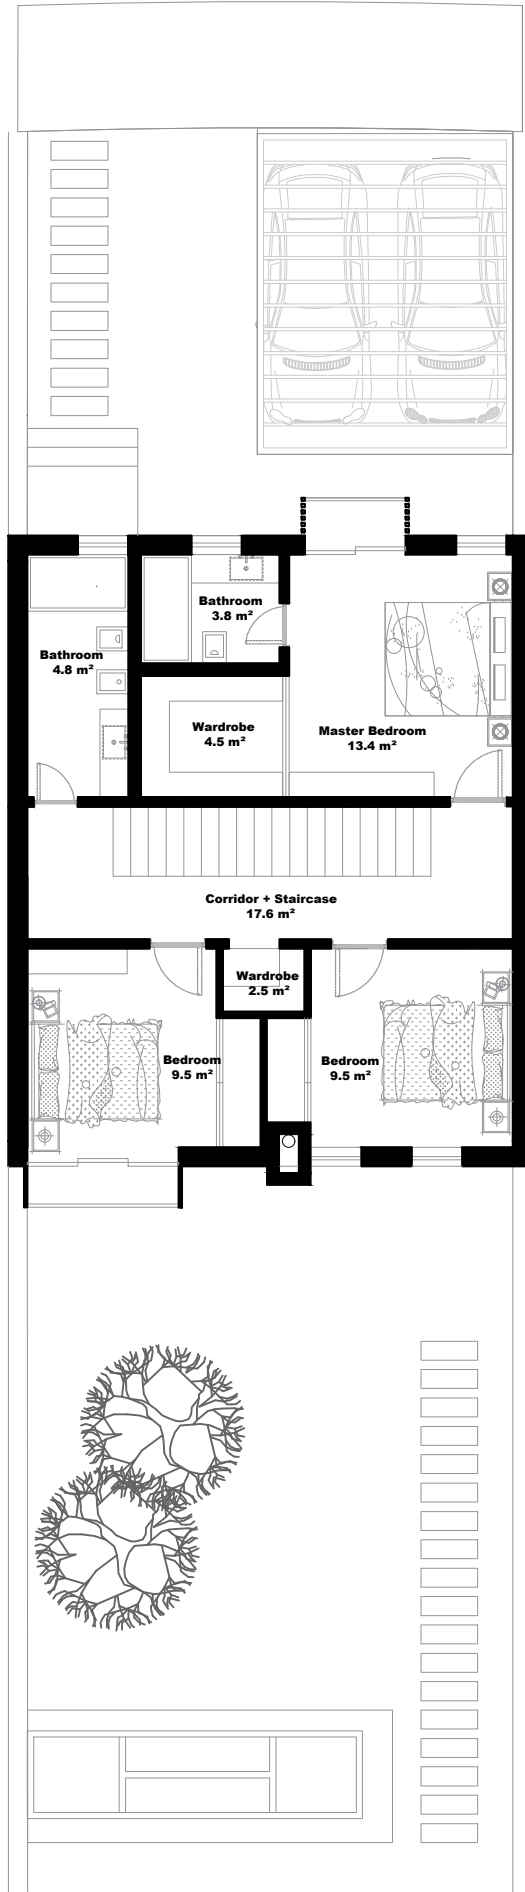 Bathroom
3.8 m²
Bathroom
4.8 m²
Wardrobe
4.5 m²
Master Bedroom
13.4 m²
Corridor + Staircase
17.6 m²
Wardrobe
2.5 m²
Bedroom
9.5 m²
Bedroom
9.5 m²